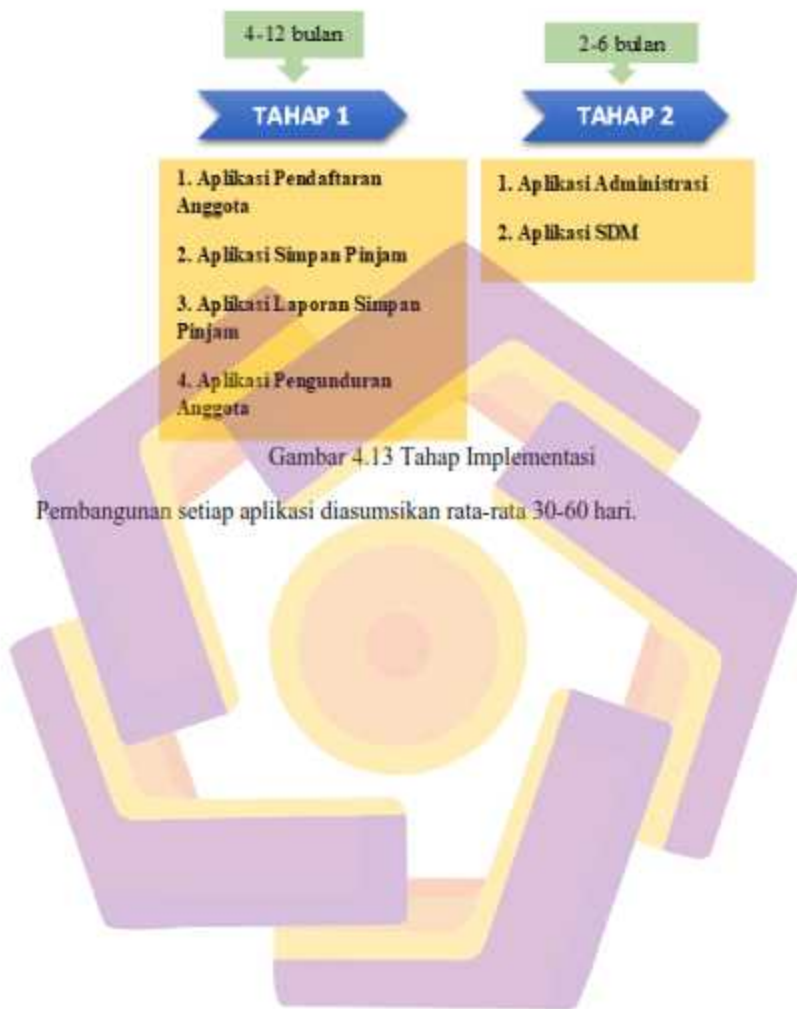 4-12 bulan
2-6 bulan
TAHAP 1
TAHAP 2
1. Aplikasi Pendaftaran
Anggota
2. Aplikasi Simpan Pinjam
3. Aplikasi Laporan Simpan
Pinjam
4. Aplikasi Pengunduran
Anggota
1. Aplikasi Administrasi
2. Aplikasi SDM
Gambar 4.13 Tahap Implementasi
Pembangunan setiap aplikasi diasumsikan rata-rata 30-60 hari.